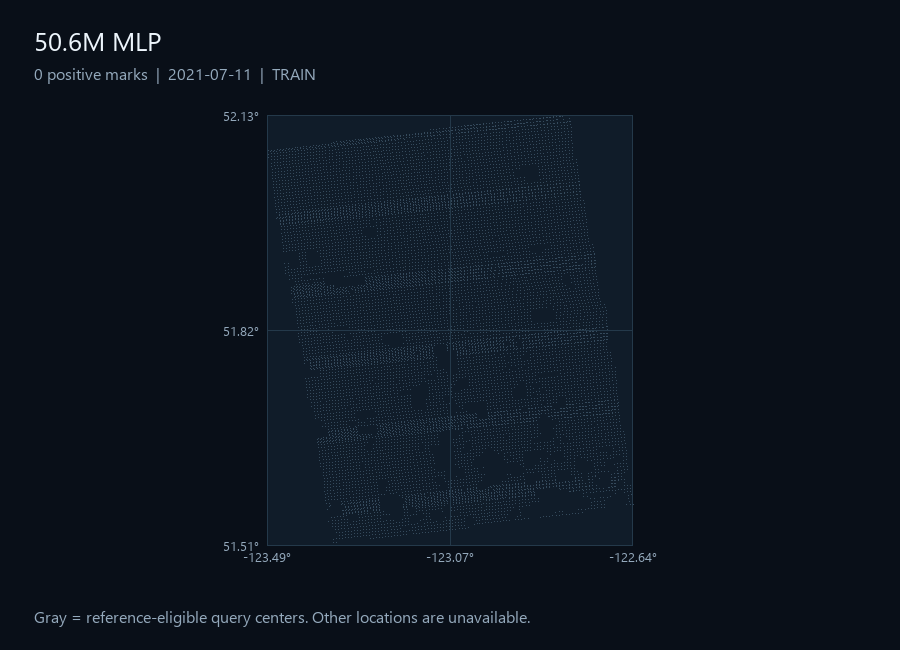 50.6M MLP
0 positive marks | 2021-07-11 | TRAIN
52.13°
51.82°
51.51°
-123.49° -123.07° -122.64°
Gray = reference-eligible query centers. Other locations are unavailable.